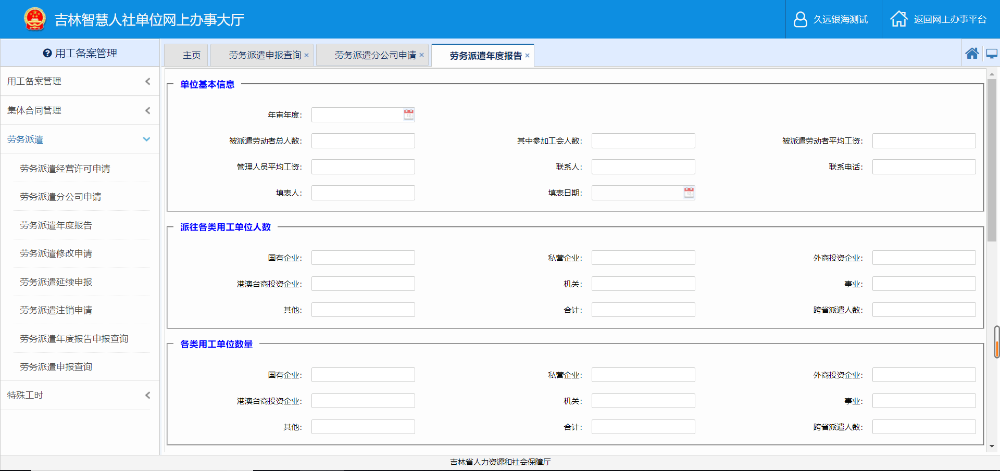 吉林智慧人社单位网上办事大厅
久远银海测试
返回网上办事平台
用工备案管理
主页
劳务派遣申报查询 ×
劳务派遣分公司申请 ×
劳务派遣年度报告 ×
用工备案管理
集体合同管理
劳务派遣
劳务派遣经营许可申请
劳务派遣分公司申请
劳务派遣年度报告
劳务派遣修改申请
劳务派遣延续申报
劳务派遣注销申请
劳务派遣年度报告申报查询
劳务派遣申报查询
特殊工时
单位基本信息
年审年度：
被派遣劳动者总人数： 其中参加工会人数： 被派遣劳动者平均工资：
管理人员平均工资： 联系人： 联系电话：
填表人： 填表日期：
派往各类用工单位人数
国有企业： 私营企业： 外商投资企业：
港澳台商投资企业： 机关： 事业：
其他： 合计： 跨省派遣人数：
各类用工单位数量
国有企业： 私营企业： 外商投资企业：
港澳台商投资企业： 机关： 事业：
其他： 合计： 跨省派遣人数：
吉林省人力资源和社会保障厅